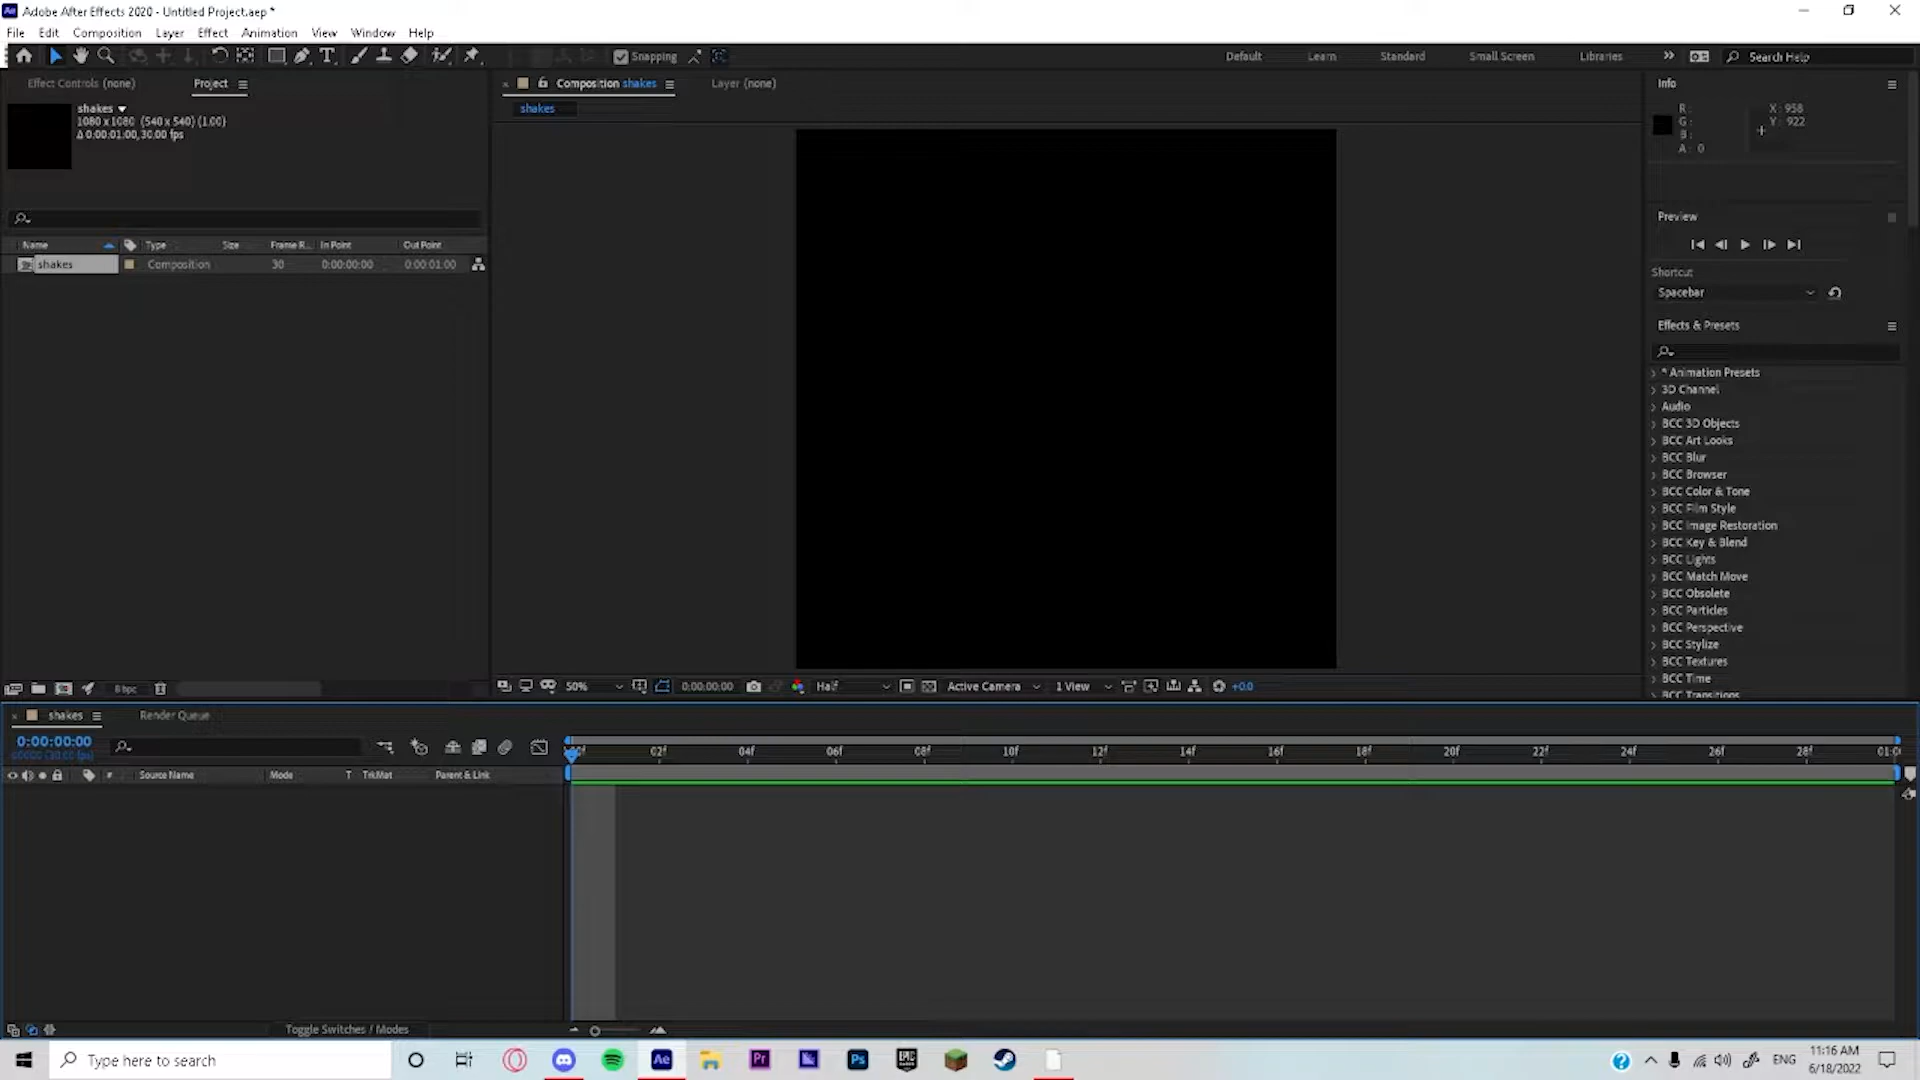 Adobe After Effects 2020 - Untitled Project.aep *
File Edit Composition Layer Effect Animation View Window Help
Snapping
Default Learn Standard Small Screen Libraries Search Help
Effect Controls (none) Project
shakes
1080 x 1080 (540 x 540) (1.00)
Δ 0:00:01:00, 30.00 fps
Name Type Size Frame R... In Point Out Point
shakes Composition 30 0:00:00:00 0:00:01:00
8 bpc
Composition shakes Layer (none)
shakes
50% 0:00:00:00 Half Active Camera 1 View +0.0
Info
R: X: 958
G: Y: 922
B:
A: 0
Preview
Shortcut
Spacebar
Effects & Presets
* Animation Presets
3D Channel
Audio
BCC 3D Objects
BCC Art Looks
BCC Blur
BCC Browser
BCC Color & Tone
BCC Film Style
BCC Image Restoration
BCC Key & Blend
BCC Lights
BCC Match Move
BCC Obsolete
BCC Particles
BCC Perspective
BCC Stylize
BCC Textures
BCC Time
BCC Transitions
shakes Render Queue
0:00:00:00
02f 04f 06f 08f 10f 12f 14f 16f 18f 20f 22f 24f 26f 28f 01:0
# Source Name Mode T TrkMat Parent & Link
Toggle Switches / Modes
Type here to search
Ae Pr Ps EPIC
ENG
11:16 AM
6/18/2022